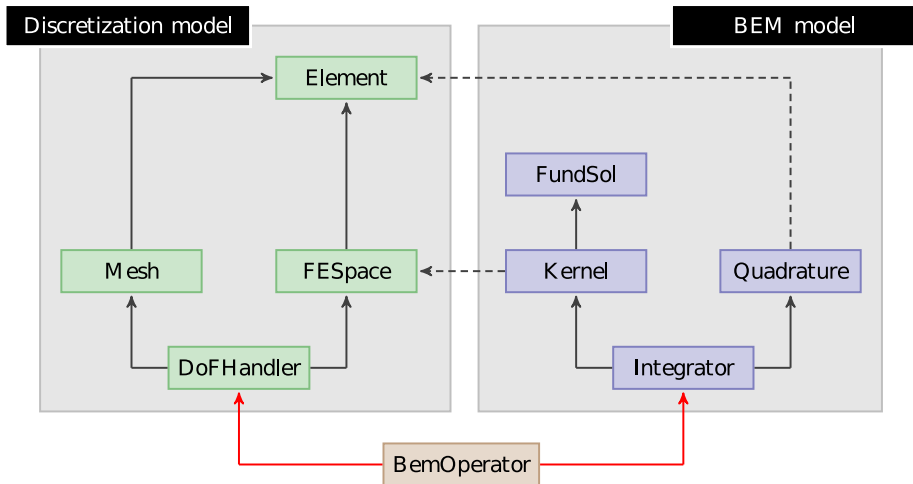 Discretization model
BEM model
Element
FundSol
Mesh
FESpace
Kernel
Quadrature
DoFHandler
Integrator
BemOperator